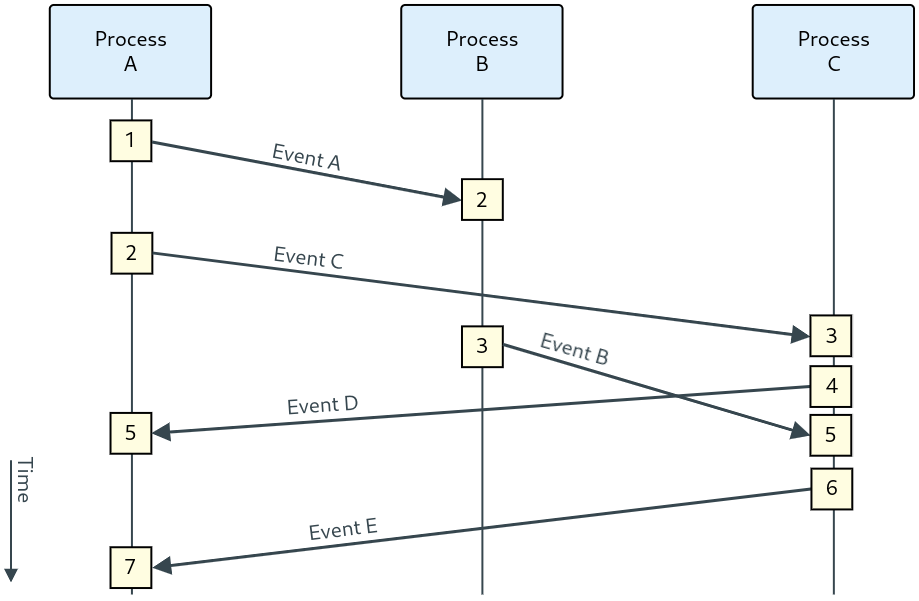 Process
A
Process
B
Process
C
1
Event A
2
2
Event C
3
3
Event B
4
Event D
5
5
Time
6
Event E
7